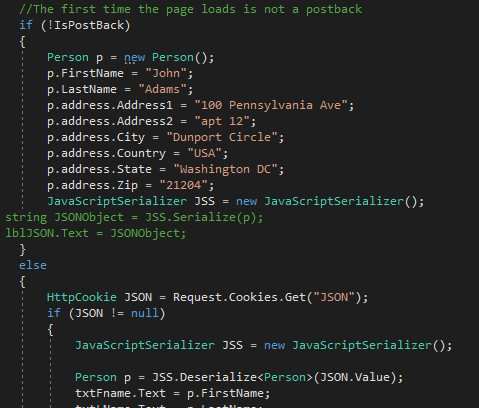 //The first time the page loads is not a postback
if (!IsPostBack)
{
Person p = new Person();
p.FirstName = "John";
p.LastName = "Adams";
p.address.Address1 = "100 Pennsylvania Ave";
p.address.Address2 = "apt 12";
p.address.City = "Dunport Circle";
p.address.Country = "USA";
p.address.State = "Washington DC";
p.address.Zip = "21204";
JavaScriptSerializer JSS = new JavaScriptSerializer();
string JSONObject = JSS.Serialize(p);
lblJSON.Text = JSONObject;
}
else
{
HttpCookie JSON = Request.Cookies.Get("JSON");
if (JSON != null)
{
JavaScriptSerializer JSS = new JavaScriptSerializer();
Person p = JSS.Deserialize<Person>(JSON.Value);
txtFname.Text = p.FirstName;